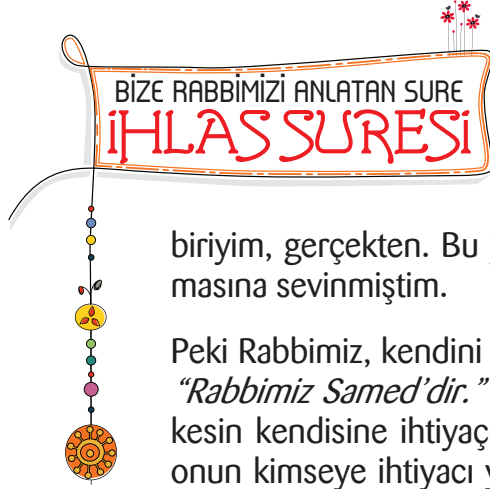 BİZE RABBİMİZİ ANLATAN SURE
İHLAS SURESİ
biriyim, gerçekten. Bu
masına sevinmiştim.
Peki Rabbimiz, kendini
“Rabbimiz Samed’dir.”
kesin kendisine ihtiyaç
onun kimseye ihtiyacı